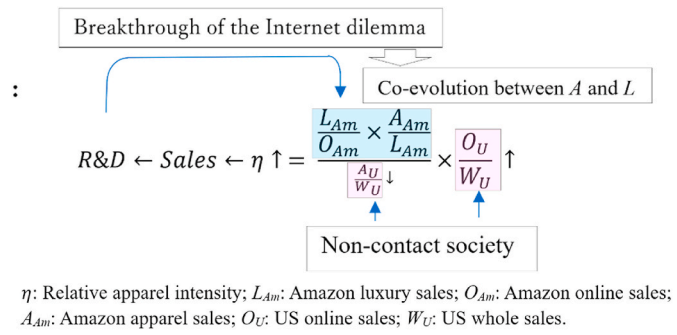 Breakthrough of the Internet dilemma
:
Co-evolution between A and L
R&D ← Sales ← η ↑ = (L_Am/O_Am × A_Am/L_Am) / (A_U/W_U ↓) × O_U/W_U ↑
Non-contact society
η: Relative apparel intensity; L_Am: Amazon luxury sales; O_Am: Amazon online sales;
A_Am: Amazon apparel sales; O_U: US online sales; W_U: US whole sales.